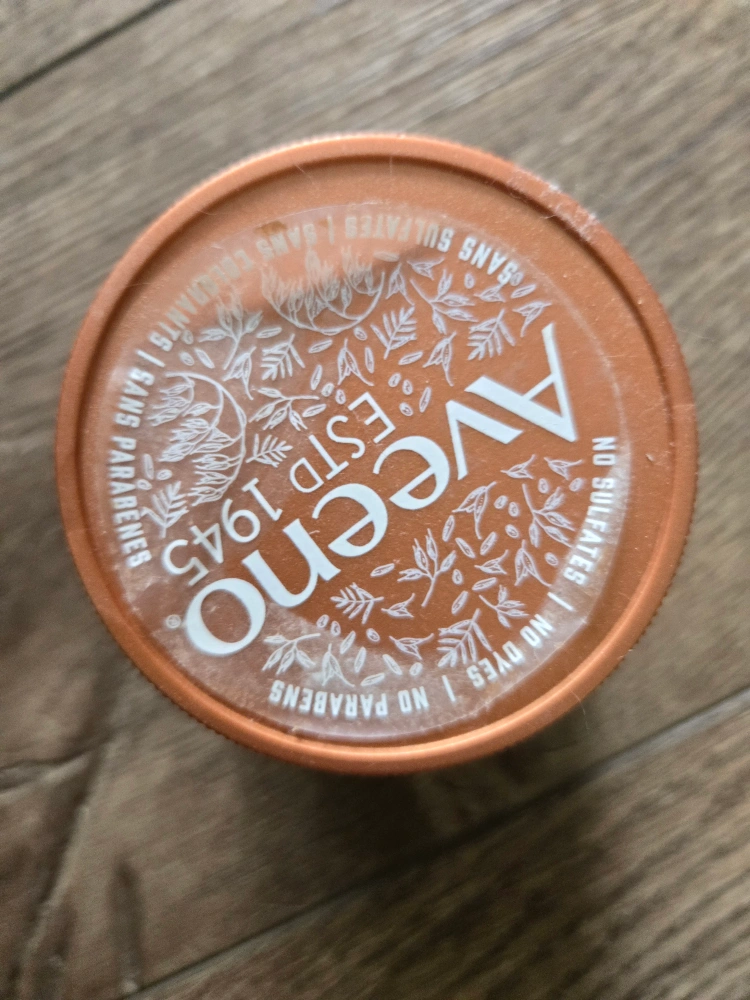 NO SULFATES | NO DYES | NO PARABENS
Aveeno®
ESTD 1945
SANS SULFATES | SANS COLORANTS | SANS PARABÈNES